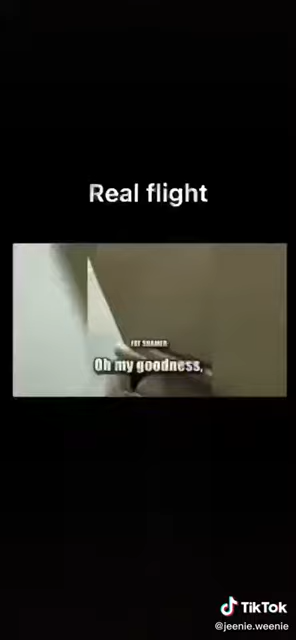 Real flight
FAT SHAMER
Oh my goodness,
TikTok
@jeenie.weenie